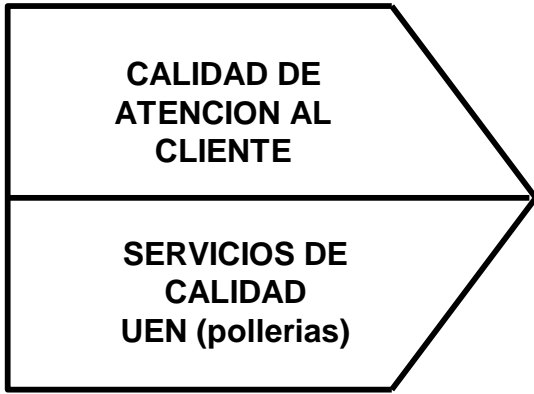 CALIDAD DE
ATENCION AL
CLIENTE
SERVICIOS DE
CALIDAD
UEN (pollerias)